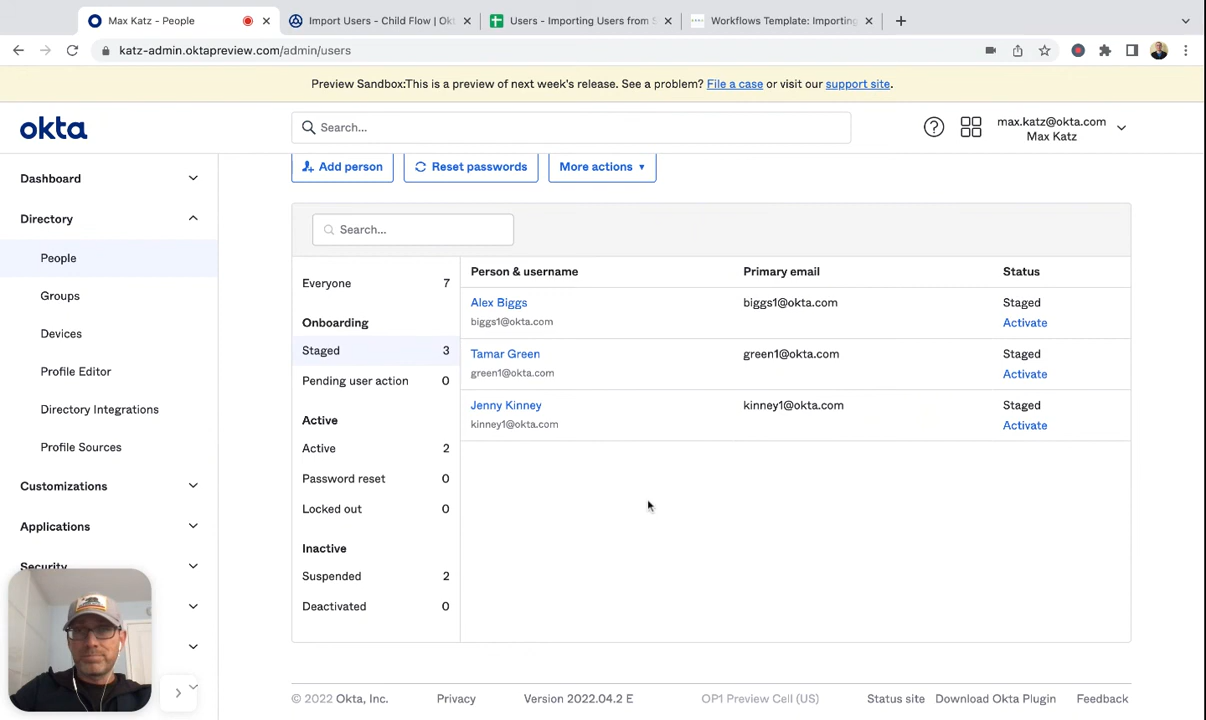 Max Katz - People
Import Users - Child Flow | Okt
Users - Importing Users from S
Workflows Template: Importing
katz-admin.oktapreview.com/admin/users
Preview Sandbox:This is a preview of next week's release. See a problem? File a case or visit our support site.
okta
Search...
max.katz@okta.com
Max Katz
Dashboard
Directory
People
Groups
Devices
Profile Editor
Directory Integrations
Profile Sources
Customizations
Applications
Security
Add person
Reset passwords
More actions
Search...
Everyone 7
Onboarding
Staged 3
Pending user action 0
Active
Active 2
Password reset 0
Locked out 0
Inactive
Suspended 2
Deactivated 0
Person & username Primary email Status
Alex Biggs biggs1@okta.com Staged
biggs1@okta.com Activate
Tamar Green green1@okta.com Staged
green1@okta.com Activate
Jenny Kinney kinney1@okta.com Staged
kinney1@okta.com Activate
© 2022 Okta, Inc. Privacy Version 2022.04.2 E OP1 Preview Cell (US) Status site Download Okta Plugin Feedback